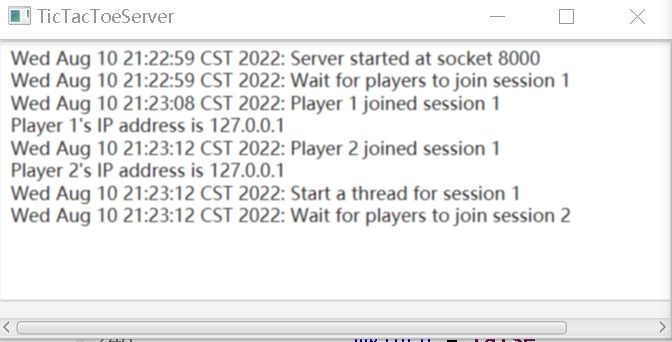 TicTacToeServer
Wed Aug 10 21:22:59 CST 2022: Server started at socket 8000
Wed Aug 10 21:22:59 CST 2022: Wait for players to join session 1
Wed Aug 10 21:23:08 CST 2022: Player 1 joined session 1
Player 1's IP address is 127.0.0.1
Wed Aug 10 21:23:12 CST 2022: Player 2 joined session 1
Player 2's IP address is 127.0.0.1
Wed Aug 10 21:23:12 CST 2022: Start a thread for session 1
Wed Aug 10 21:23:12 CST 2022: Wait for players to join session 2